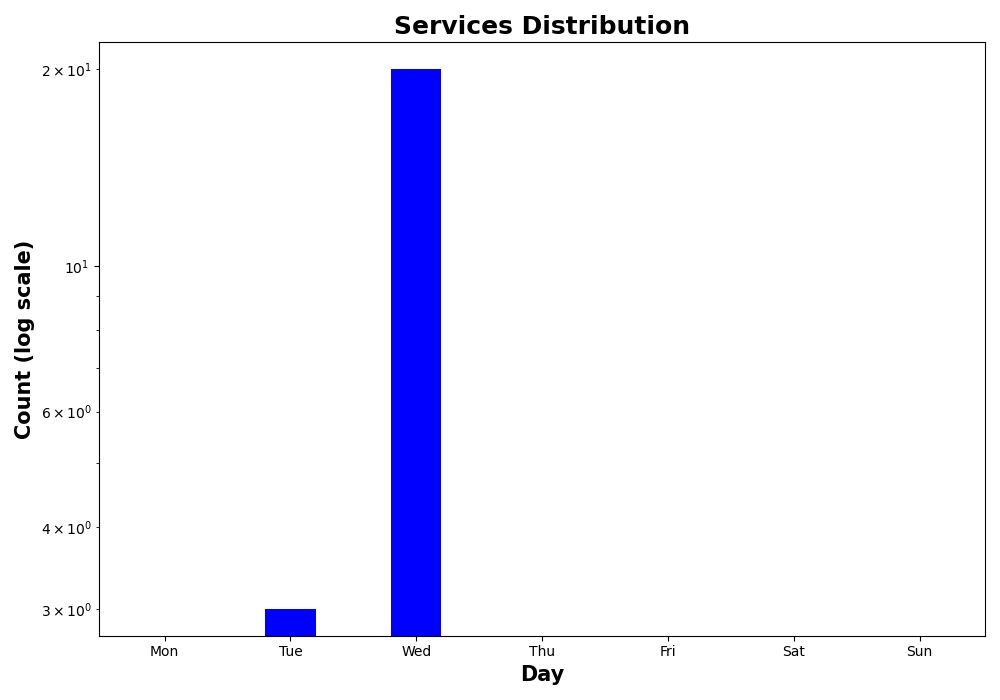 Services Distribution
Count (log scale)
2 × 10¹
10¹
6 × 10⁰
4 × 10⁰
3 × 10⁰
Mon Tue Wed Thu Fri Sat Sun
Day